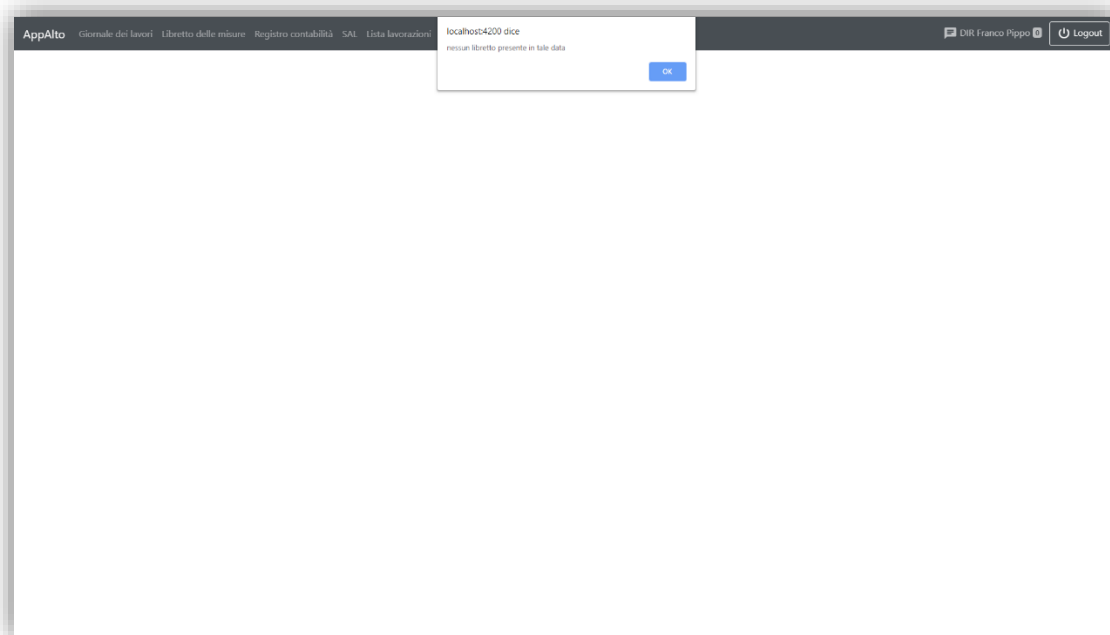 AppAlto Giornale dei lavori Libretto delle misure Registro contabilità SAL Lista lavorazioni
localhost:4200 dice
nessun libretto presente in tale data
OK
DIR Franco Pippo 0 Logout